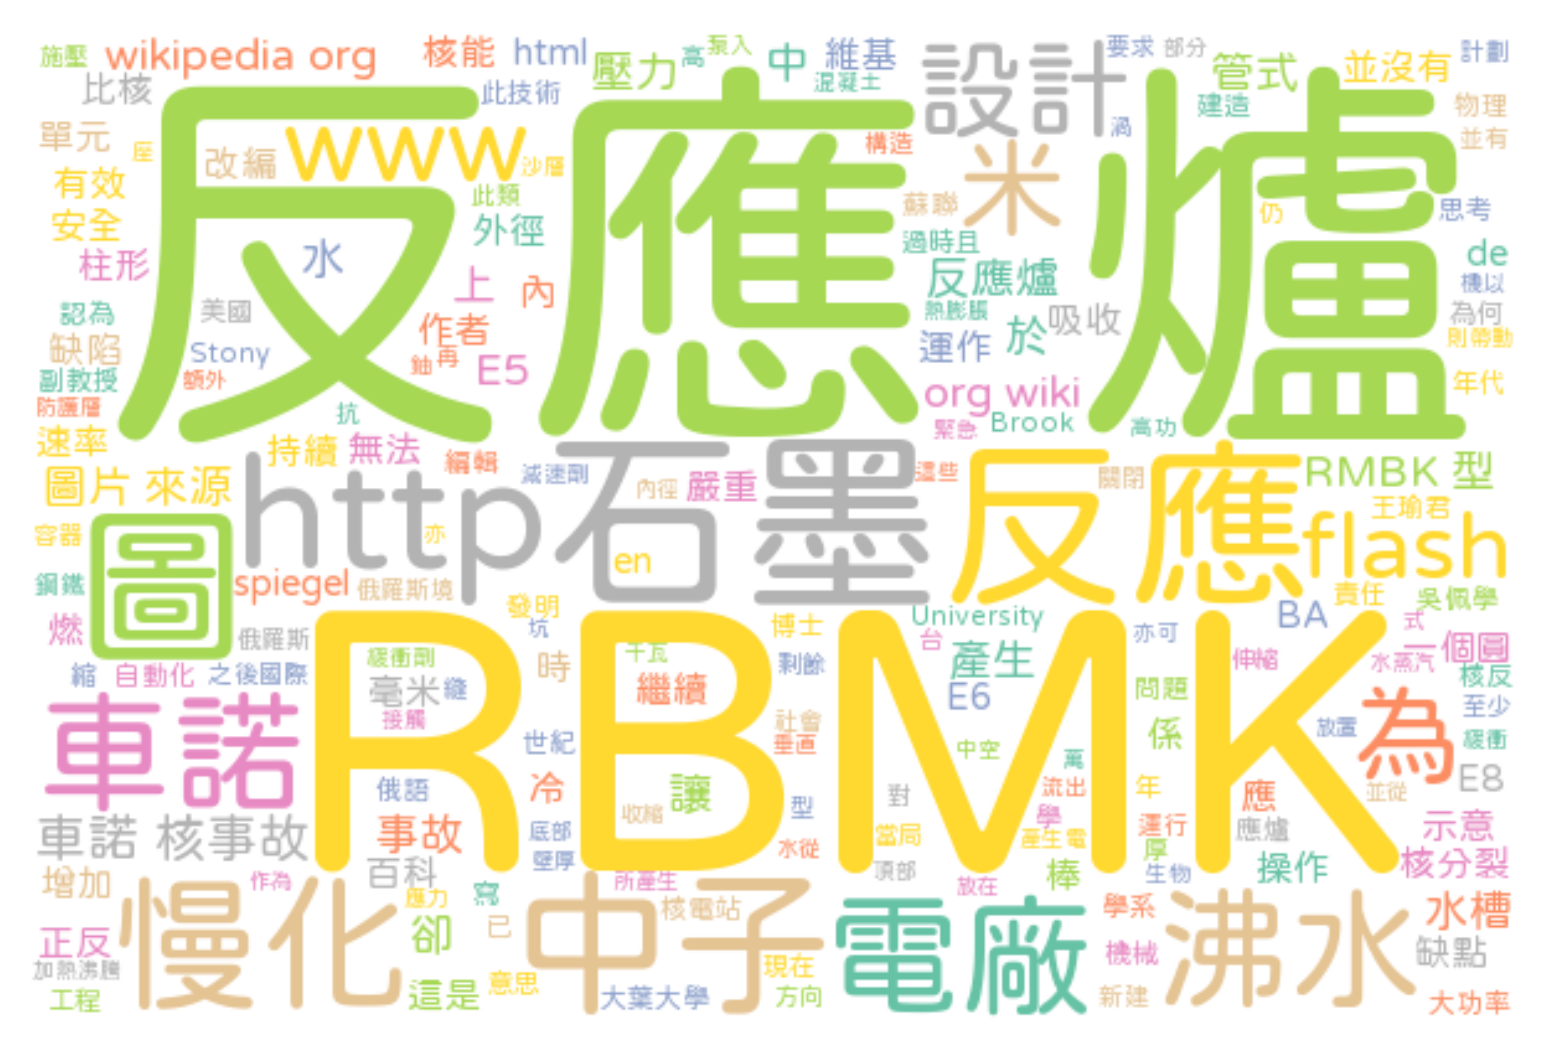 施壓 wikipedia org 核能 html 壓力 高 泵入 中 維基 設計 要求 部分 管式 並沒有 計劃
比核 此技術 混凝土 建造 物理
單元 座 改編 www 沙層 反應爐 構造 米 渦 並有
有效 此類 蘇聯 仍 思考
安全 水 外徑 過時且 de
柱形 上 內 反應爐 機以
認為 美國 作者 熱膨脹 於 吸收 為何
缺陷 Stony 鈾 再 E5 運作 則帶動
副教授 額外 org wiki 年代
防護層 抗 緊急 Brook 高功
速率 持續 無法 編輯 減速劑 石墨 這些 反應 關閉 RMBK 型
圖片 來源 http 內徑 嚴重 王瑜君
容器 圖 亦 en flash
鋼鐵 spiegel 俄羅斯境 責任 吳佩學
燃 俄羅斯 發明 坑 RBMK 博士 University 台 亦可 BA 式 一個圓
縮 自動化 之後國際 緩衝劑 時 千瓦 剩餘 產生 伸縮 水蒸汽 核反
車諾 毫米 縫 繼續 E6 問題 為 至少
接觸 世紀 社會 垂直 中空 係 放置 緩衝
俄語 冷 收縮 讓 型 對 萬 流出 年 應 並從 E8
車諾 核事故 事故 底部 水從 當局 學 產生電 運行 應爐 示意
增加 作為 百科 壁厚 所產生 頂部 放在 棒 厚 生物 操作 核分裂
慢化 應力 窩 中子 核電站 電廠 學系 沸水 水槽
正反 卻 已 現在 機械 缺點
加熱沸騰 這是 意思 大葉大學 方向 新建 大功率
工程